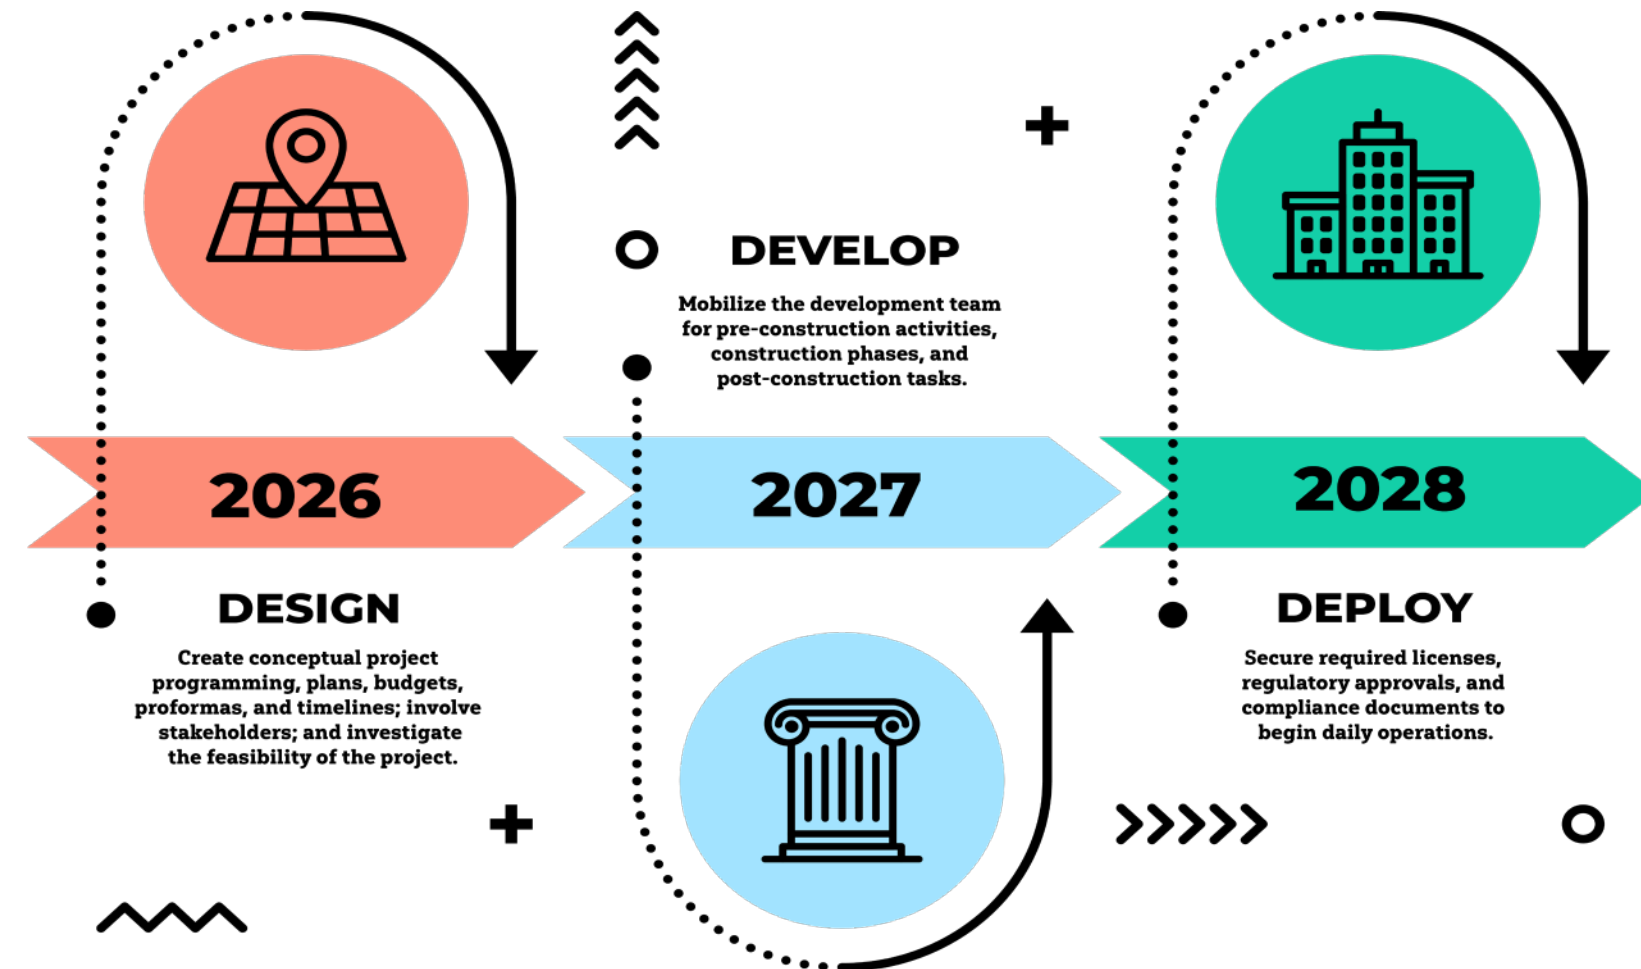 2026
DESIGN
Create conceptual project
programming, plans, budgets,
proformas, and timelines; involve
stakeholders; and investigate
the feasibility of the project.
DEVELOP
Mobilize the development team
for pre-construction activities,
construction phases, and
post-construction tasks.
2027
2028
DEPLOY
Secure required licenses,
regulatory approvals, and
compliance documents to
begin daily operations.